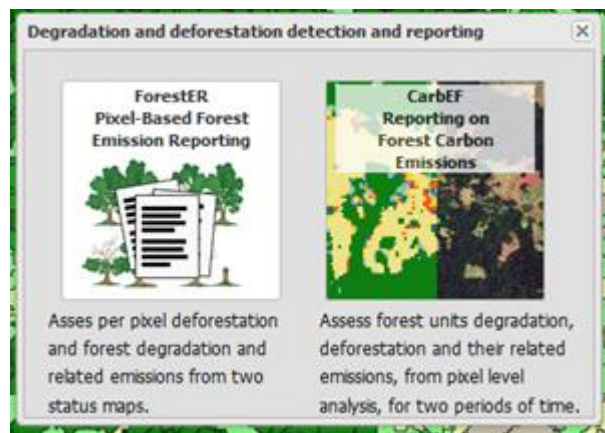 Degradation and deforestation detection and reporting
ForestER
Pixel-Based Forest
Emission Reporting
CarbEF
Reporting on
Forest Carbon
Emissions
Asses per pixel deforestation
and forest degradation and
related emissions from two
status maps.
Assess forest units degradation,
deforestation and their related
emissions, from pixel level
analysis, for two periods of time.